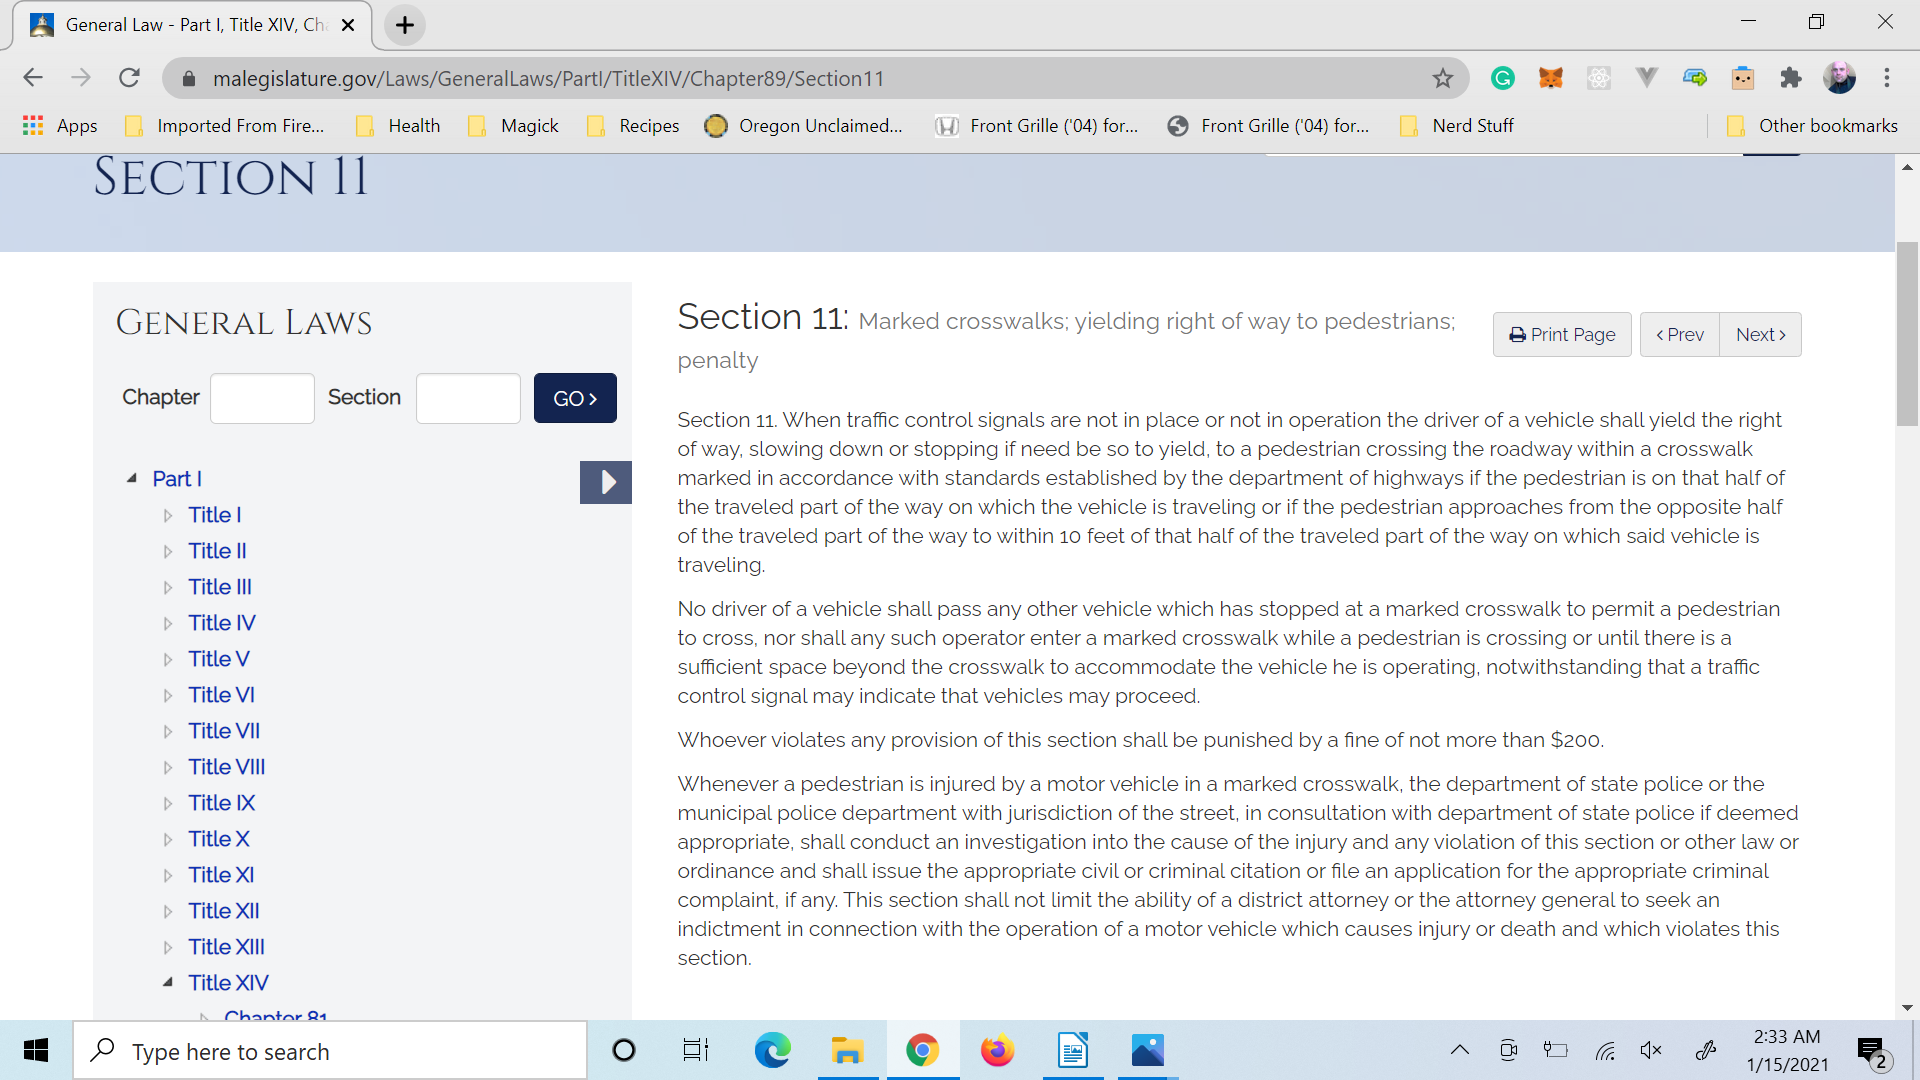 General Law - Part I, Title XIV, Ch
malegislature.gov/Laws/GeneralLaws/PartI/TitleXIV/Chapter89/Section11
Apps Imported From Fire... Health Magick Recipes Oregon Unclaimed... Front Grille ('04) for... Front Grille ('04) for... Nerd Stuff Other bookmarks
Section 11
General Laws
Chapter Section GO
Part I
Title I
Title II
Title III
Title IV
Title V
Title VI
Title VII
Title VIII
Title IX
Title X
Title XI
Title XII
Title XIII
Title XIV
Chapter 81
Section 11: Marked crosswalks; yielding right of way to pedestrians;
penalty
Print Page Prev Next
Section 11. When traffic control signals are not in place or not in operation the driver of a vehicle shall yield the right
of way, slowing down or stopping if need be so to yield, to a pedestrian crossing the roadway within a crosswalk
marked in accordance with standards established by the department of highways if the pedestrian is on that half of
the traveled part of the way on which the vehicle is traveling or if the pedestrian approaches from the opposite half
of the traveled part of the way to within 10 feet of that half of the traveled part of the way on which said vehicle is
traveling.
No driver of a vehicle shall pass any other vehicle which has stopped at a marked crosswalk to permit a pedestrian
to cross, nor shall any such operator enter a marked crosswalk while a pedestrian is crossing or until there is a
sufficient space beyond the crosswalk to accommodate the vehicle he is operating, notwithstanding that a traffic
control signal may indicate that vehicles may proceed.
Whoever violates any provision of this section shall be punished by a fine of not more than $200.
Whenever a pedestrian is injured by a motor vehicle in a marked crosswalk, the department of state police or the
municipal police department with jurisdiction of the street, in consultation with department of state police if deemed
appropriate, shall conduct an investigation into the cause of the injury and any violation of this section or other law or
ordinance and shall issue the appropriate civil or criminal citation or file an application for the appropriate criminal
complaint, if any. This section shall not limit the ability of a district attorney or the attorney general to seek an
indictment in connection with the operation of a motor vehicle which causes injury or death and which violates this
section.
Type here to search
2:33 AM
1/15/2021
2